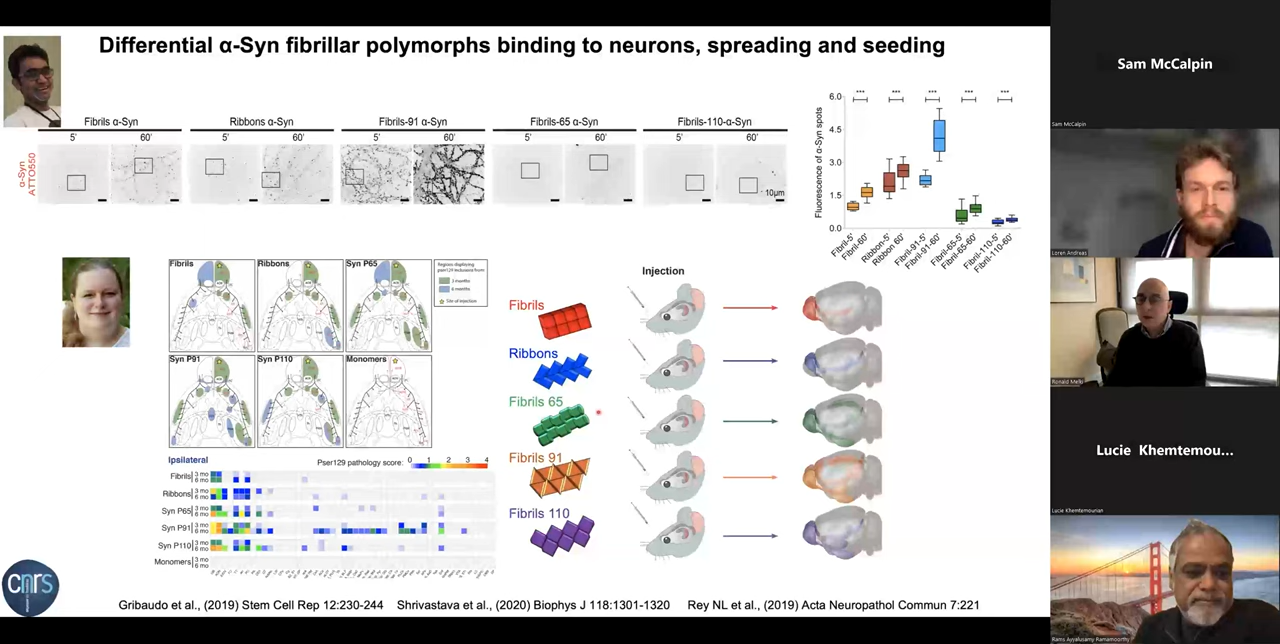 Differential α-Syn fibrillar polymorphs binding to neurons, spreading and seeding
Fibrils α-Syn
Ribbons α-Syn
Fibrils-91 α-Syn
Fibrils-65 α-Syn
Fibrils-110-α-Syn
5' 60' 5' 60' 5' 60' 5' 60' 5' 60'
α-Syn
ATTO550
10µm
Fluorescence of α-Syn spots
6.0
4.5
3.0
1.5
0.0
*** *** *** *** ***
Fibril-5'
Fibril-60'
Ribbon-5'
Ribbon 60'
Fibril-91-5'
Fibril-91-60'
Fibril-65-5'
Fibril-65-60'
Fibril-110-5'
Fibril-110-60'
Fibrils
Ribbons
Syn P65
Regions displaying
pser129 inclusions from:
3 months
6 months
Site of injection
Syn P91
Syn P110
Monomers
Ipsilateral
Pser129 pathology score: 0 1 2 3 4
Fibrils 3 mo
6 mo
Ribbons 3 mo
6 mo
Syn P65 3 mo
6 mo
Syn P91 3 mo
6 mo
Syn P110 3 mo
6 mo
Monomers 3 mo
6 mo
Injection
Fibrils
Ribbons
Fibrils 65
Fibrils 91
Fibrils 110
cnrs
Gribaudo et al., (2019) Stem Cell Rep 12:230-244 Shrivastava et al., (2020) Biophys J 118:1301-1320 Rey NL et al., (2019) Acta Neuropathol Commun 7:221
Sam McCalpin
Sam McCalpin
Loren Andreas
Ronald Melki
Lucie Khemtemou...
Lucie Khemtemourian
Rams Ayyalusamy Ramamoorthy